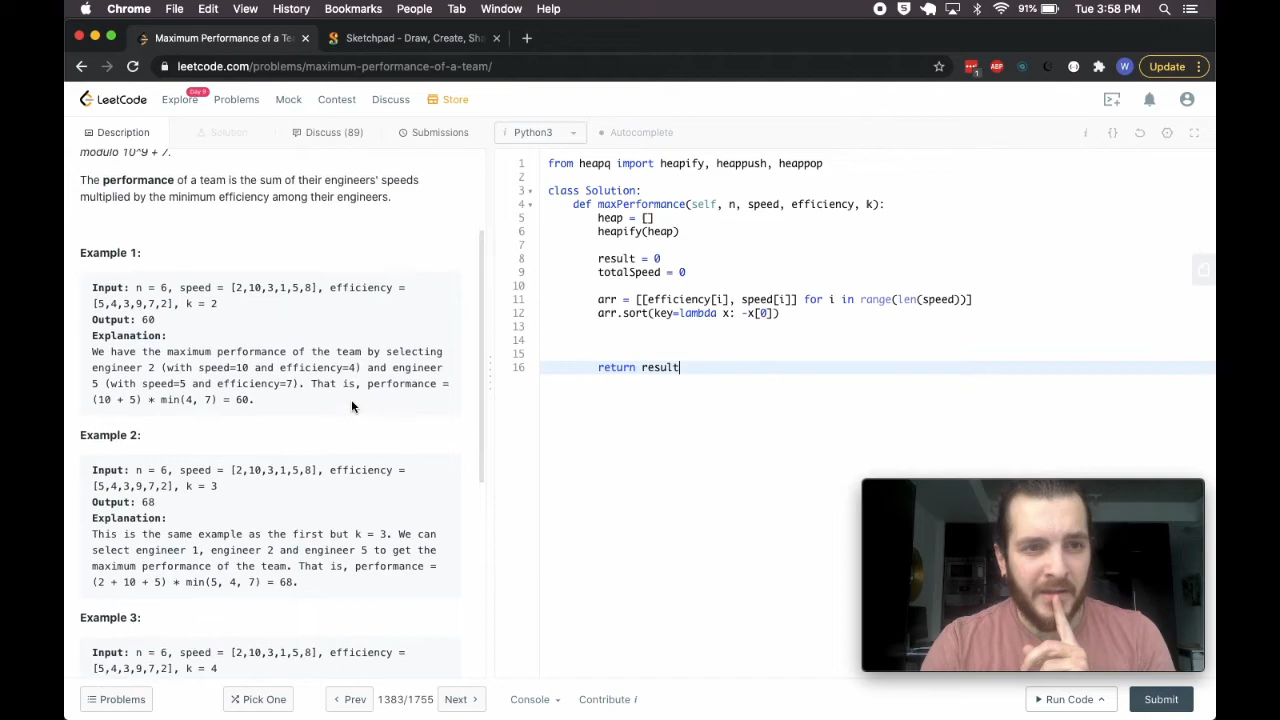 Chrome File Edit View History Bookmarks People Tab Window Help 91% Tue 3:58 PM
Maximum Performance of a Te Sketchpad - Draw, Create, Sha
leetcode.com/problems/maximum-performance-of-a-team/ 1 ABP W Update
LeetCode Explore Day 9 Problems Mock Contest Discuss Store
Description Solution Discuss (89) Submissions i Python3 Autocomplete
modulo 10^9 + 7.
The performance of a team is the sum of their engineers' speeds
multiplied by the minimum efficiency among their engineers.
Example 1:
Input: n = 6, speed = [2,10,3,1,5,8], efficiency =
[5,4,3,9,7,2], k = 2
Output: 60
Explanation:
We have the maximum performance of the team by selecting
engineer 2 (with speed=10 and efficiency=4) and engineer
5 (with speed=5 and efficiency=7). That is, performance =
(10 + 5) * min(4, 7) = 60.
Example 2:
Input: n = 6, speed = [2,10,3,1,5,8], efficiency =
[5,4,3,9,7,2], k = 3
Output: 68
Explanation:
This is the same example as the first but k = 3. We can
select engineer 1, engineer 2 and engineer 5 to get the
maximum performance of the team. That is, performance =
(2 + 10 + 5) * min(5, 4, 7) = 68.
Example 3:
Input: n = 6, speed = [2,10,3,1,5,8], efficiency =
[5,4,3,9,7,2], k = 4
1 from heapq import heapify, heappush, heappop
2
3 class Solution:
4 def maxPerformance(self, n, speed, efficiency, k):
5 heap = []
6 heapify(heap)
7
8 result = 0
9 totalSpeed = 0
10
11 arr = [[efficiency[i], speed[i]] for i in range(len(speed))]
12 arr.sort(key=lambda x: -x[0])
13
14
15
16 return result
Problems Pick One Prev 1383/1755 Next Console Contribute i Run Code Submit